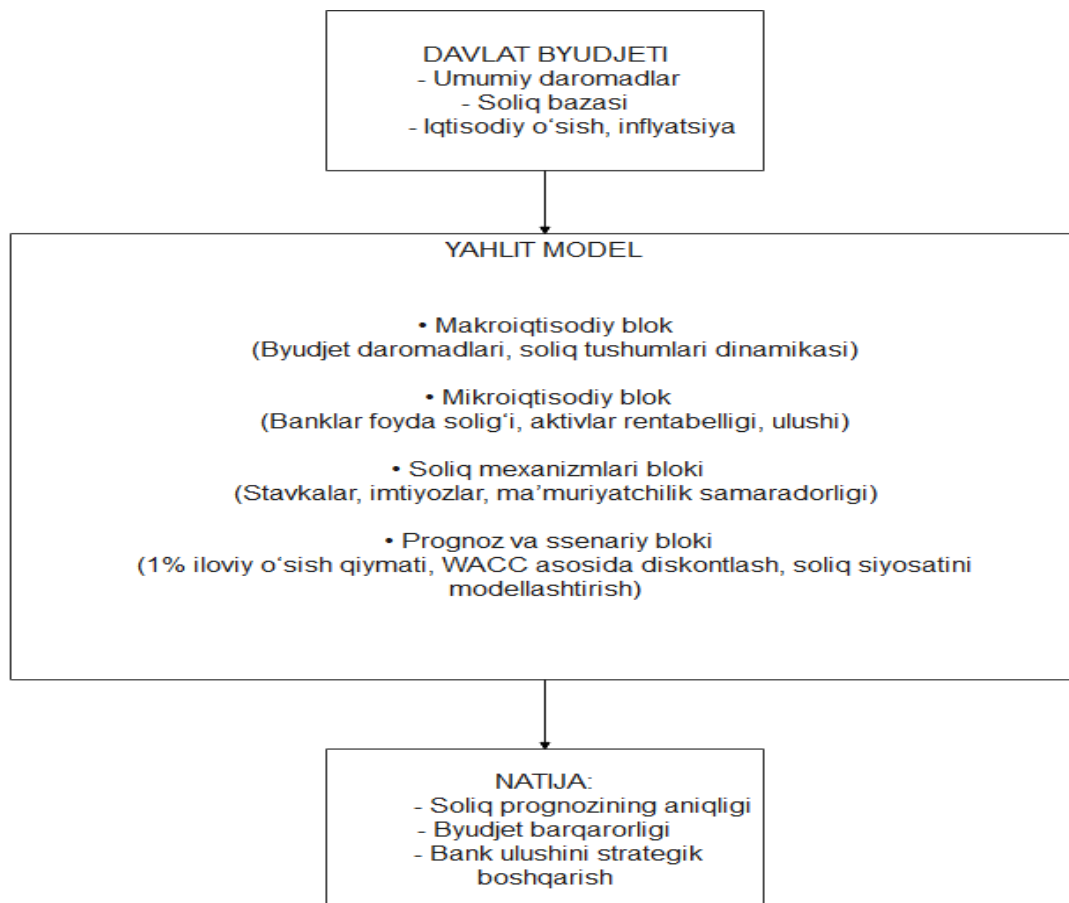 DAVLAT BYUDJETI
- Umumiy daromadlar
- Soliq bazasi
- Iqtisodiy o‘sish, inflyatsiya
YAHLIT MODEL
• Makroiqtisodiy blok
(Byudjet daromadlari, soliq tushumlari dinamikasi)
• Mikroiqtisodiy blok
(Banklar foyda solig‘i, aktivlar rentabelligi, ulushi)
• Soliq mexanizmlari bloki
(Stavkalar, imtiyozlar, ma’muriyatchilik samaradorligi)
• Prognoz va ssenariy bloki
(1% iloviy o‘sish qiymati, WACC asosida diskontlash, soliq siyosatini
modellashtirish)
NATIJA:
- Soliq prognozining aniqligi
- Byudjet barqarorligi
- Bank ulushini strategik
boshqarish